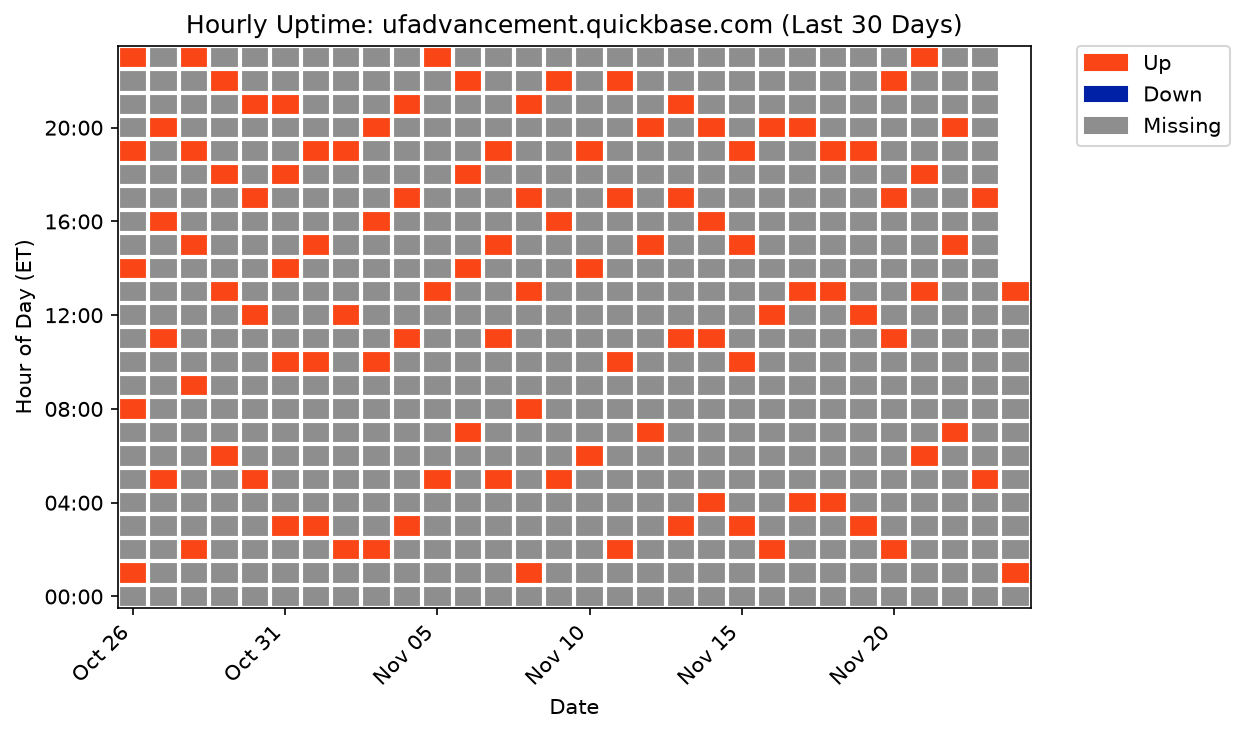 Hourly Uptime: ufadvancement.quickbase.com (Last 30 Days)
Up
Down
Missing
20:00
16:00
12:00
08:00
04:00
00:00
Hour of Day (ET)
Oct 26
Oct 31
Nov 05
Nov 10
Nov 15
Nov 20
Date